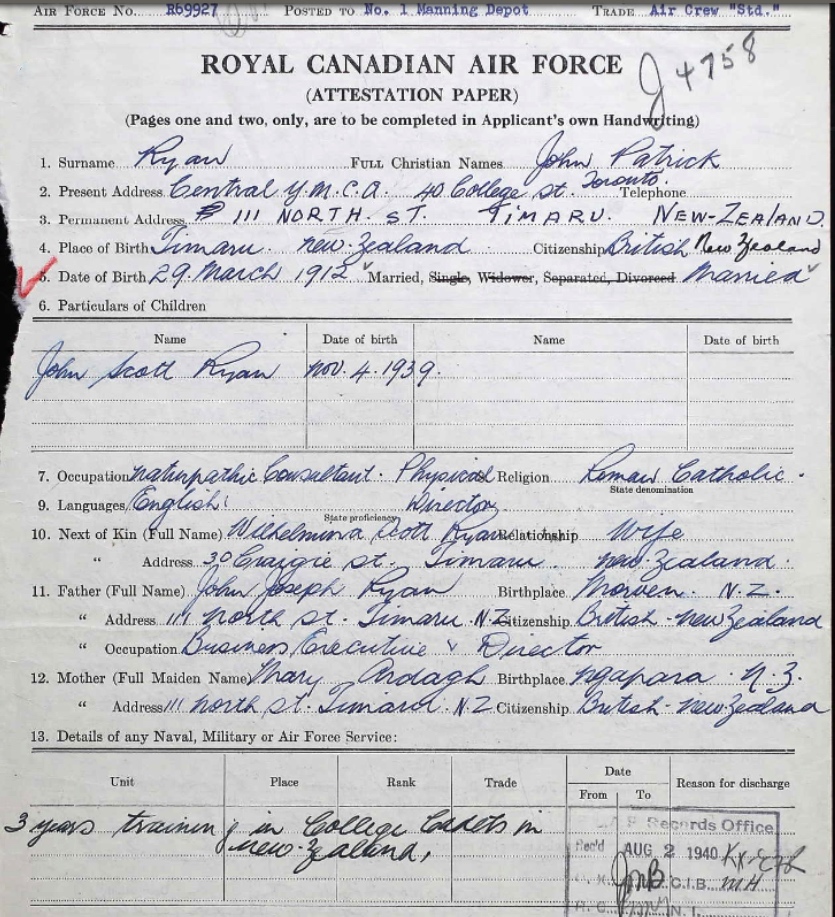 AIR FORCE NO. R69927 POSTED TO No. 1 Manning Depot TRADE Air Crew "Std."
J 4758
ROYAL CANADIAN AIR FORCE
(ATTESTATION PAPER)
(Pages one and two, only, are to be completed in Applicant's own Handwriting)
1. Surname Ryan FULL Christian Names John Patrick
2. Present Address Central Y.M.C.A. 40 College St. Toronto. Telephone
3. Permanent Address 111 NORTH. ST. TIMARU. NEW-ZEALAND.
4. Place of Birth Timaru. New-Zealand Citizenship British New Zealand
5. Date of Birth 29. March 1912 Married, Single, Widower, Separated, Divorced Married
6. Particulars of Children
Name Date of birth Name Date of birth
John Scott Ryan Nov. 4. 1939.
7. Occupation Naturpathic Consultant. Physical Religion Roman Catholic.
State denomination
9. Languages English Director
State proficiency
10. Next of Kin (Full Name) Wilhelmina Scott Ryan Relationship Wife
" Address 30 Craigie St. Timaru. New-Zealand.
11. Father (Full Name) John Joseph Ryan Birthplace Morven. N.Z.
" Address 111 North St. Timaru. N.Z. Citizenship British-New Zealand
" Occupation Business Executive & Director
12. Mother (Full Maiden Name) Mary Ardagh Birthplace Ngapara. N.Z.
" Address 111 North St. Timaru. N.Z. Citizenship British-New Zealand
13. Details of any Naval, Military or Air Force Service:
Unit Place Rank Trade Date Reason for discharge
From To
3 years training in College Cadets in
New-Zealand.
Records Office
Rec'd AUG 2 1940
JMB C.I.B. MH
N.I.